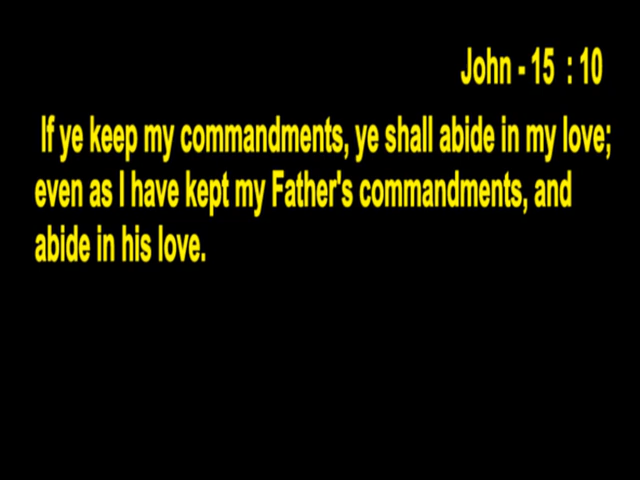 John - 15 : 10
If ye keep my commandments, ye shall abide in my love;
even as I have kept my Father's commandments, and
abide in his love.